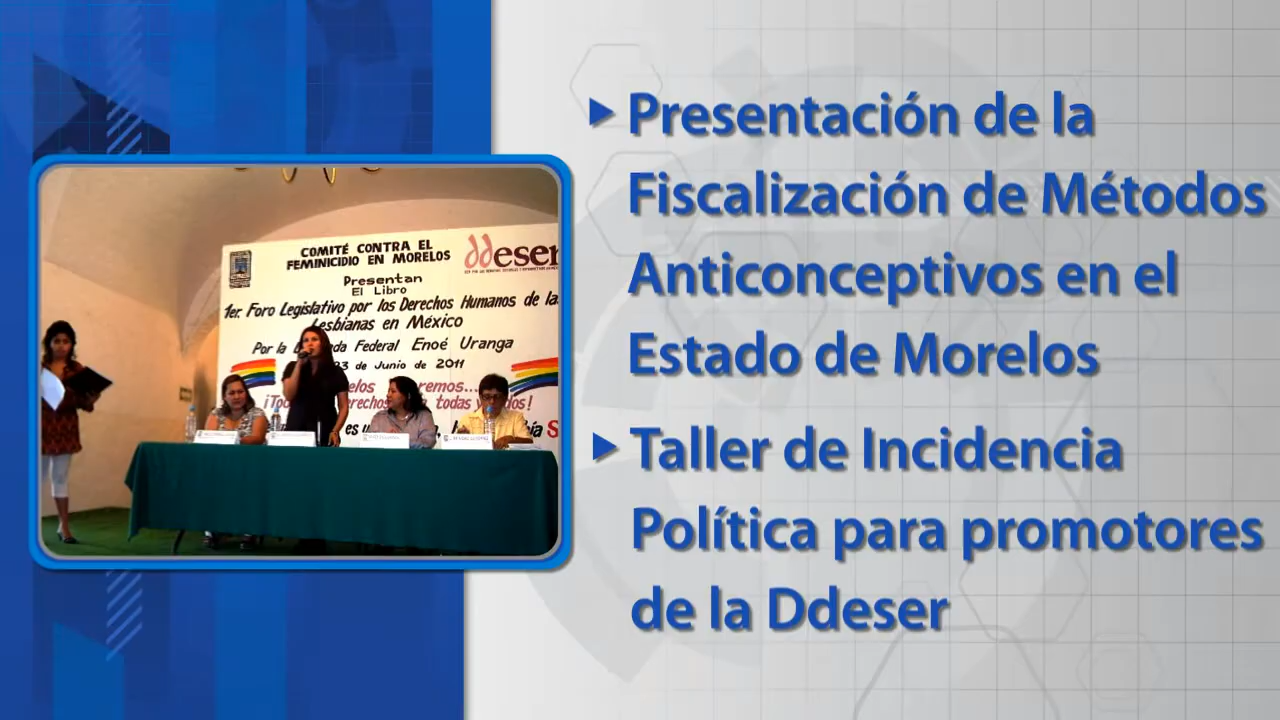 COMITÉ CONTRA EL
FEMINICIDIO EN MORELOS
ddeser
Presentan
El Libro
1er. Foro Legislativo por los Derechos Humanos de las
Lesbianas en México
Por la Federal Enoé Uranga
23 de Junio de 2011
▶ Presentación de la
Fiscalización de Métodos
Anticonceptivos en el
Estado de Morelos
▶ Taller de Incidencia
Política para promotores
de la Ddeser